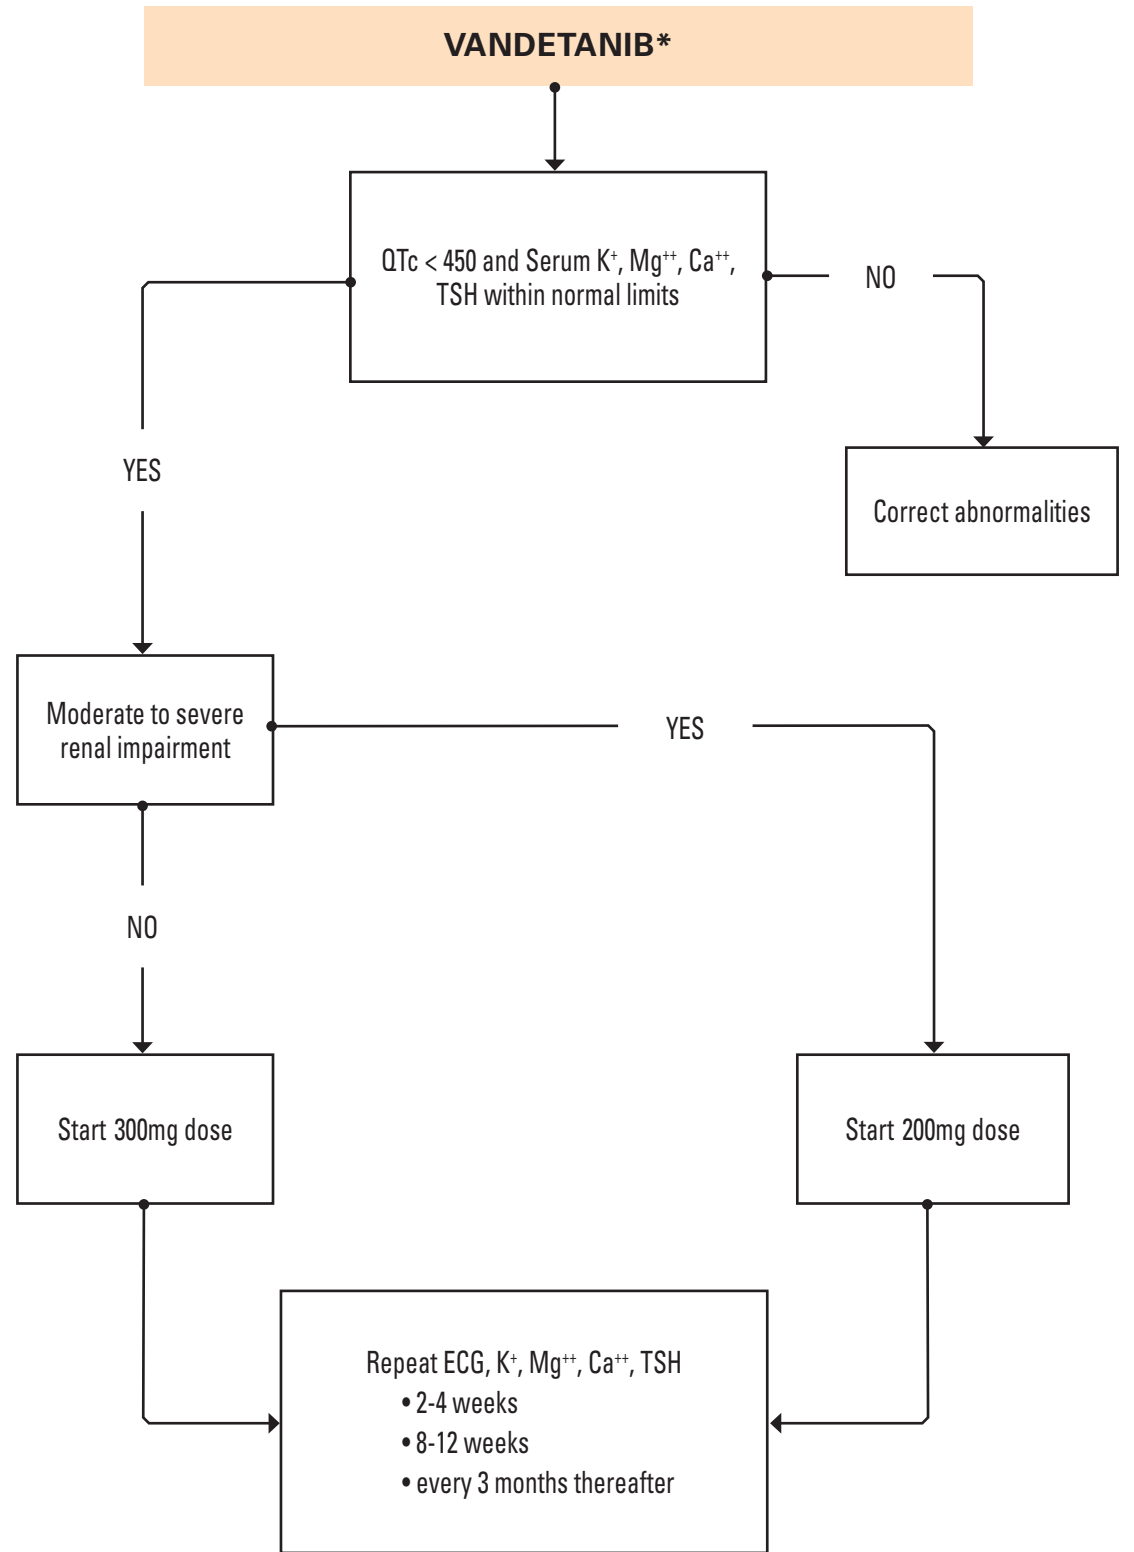 VANDETANIB*
QTc < 450 and Serum K⁺, Mg⁺⁺, Ca⁺⁺,
TSH within normal limits
NO
YES
Correct abnormalities
Moderate to severe
renal impairment
YES
NO
Start 300mg dose
Start 200mg dose
Repeat ECG, K⁺, Mg⁺⁺, Ca⁺⁺, TSH
• 2-4 weeks
• 8-12 weeks
• every 3 months thereafter